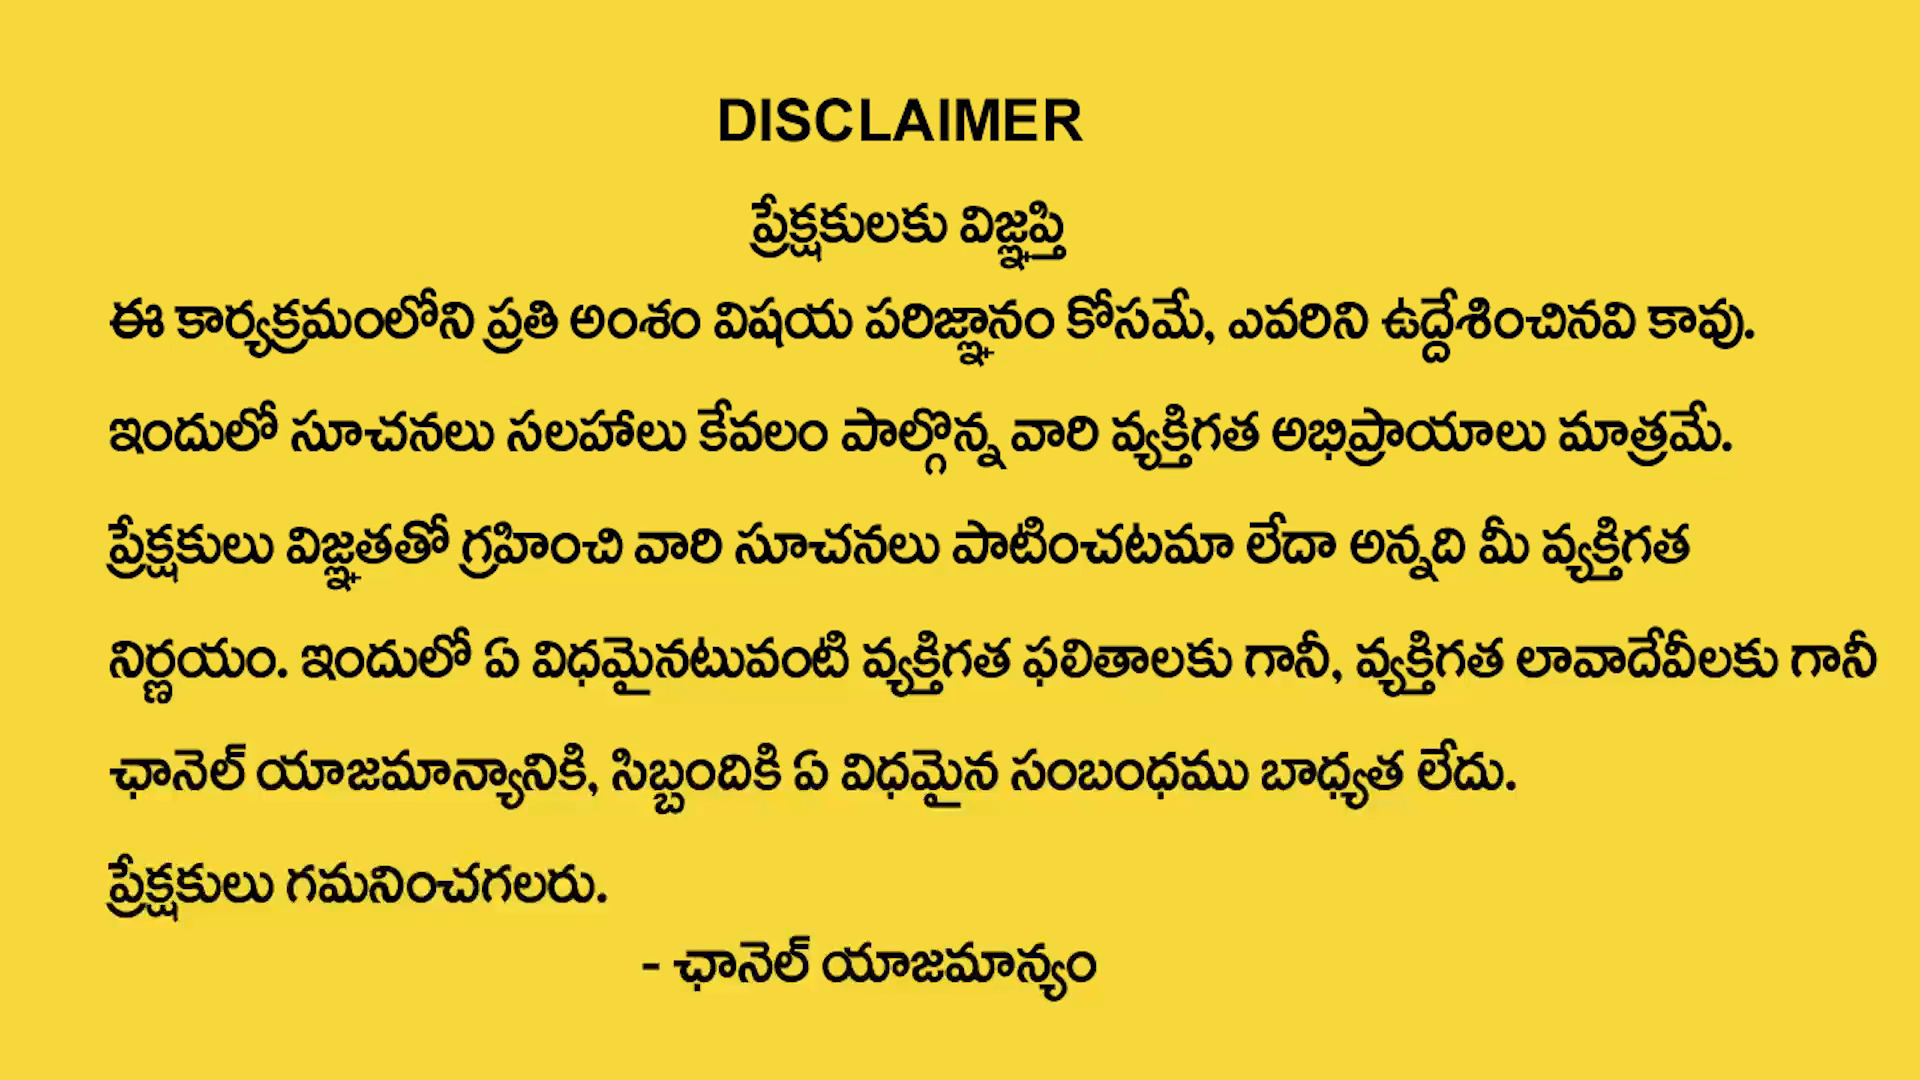 DISCLAIMER
ప్రేక్షకులకు విజ్ఞప్తి
ఈ కార్యక్రమంలోని ప్రతి అంశం విషయ పరిజ్ఞానం కోసమే, ఎవరిని ఉద్దేశించినవి కావు.
ఇందులో సూచనలు సలహాలు కేవలం పాల్గొన్న వారి వ్యక్తిగత అభిప్రాయాలు మాత్రమే.
ప్రేక్షకులు విజ్ఞతతో గ్రహించి వారి సూచనలు పాటించటమా లేదా అన్నది మీ వ్యక్తిగత
నిర్ణయం. ఇందులో ఏ విధమైనటువంటి వ్యక్తిగత ఫలితాలకు గానీ, వ్యక్తిగత లావాదేవీలకు గానీ
ఛానెల్ యాజమాన్యానికి, సిబ్బందికి ఏ విధమైన సంబంధము బాధ్యత లేదు.
ప్రేక్షకులు గమనించగలరు.
- ఛానెల్ యాజమాన్యం